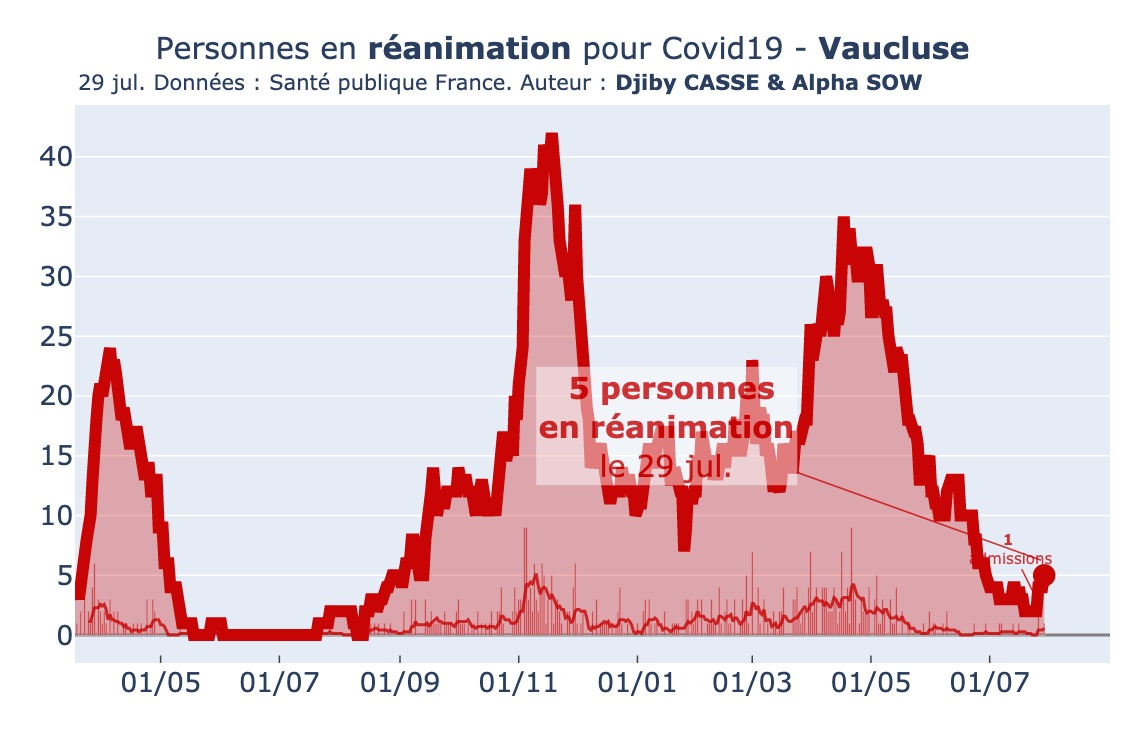 Personnes en réanimation pour Covid19 - Vaucluse
29 jul. Données : Santé publique France. Auteur : Djiby CASSE & Alpha SOW
40
35
30
25
20
15
10
5
0
5 personnes
en réanimation
le 29 jul.
1
admissions
01/05 01/07 01/09 01/11 01/01 01/03 01/05 01/07